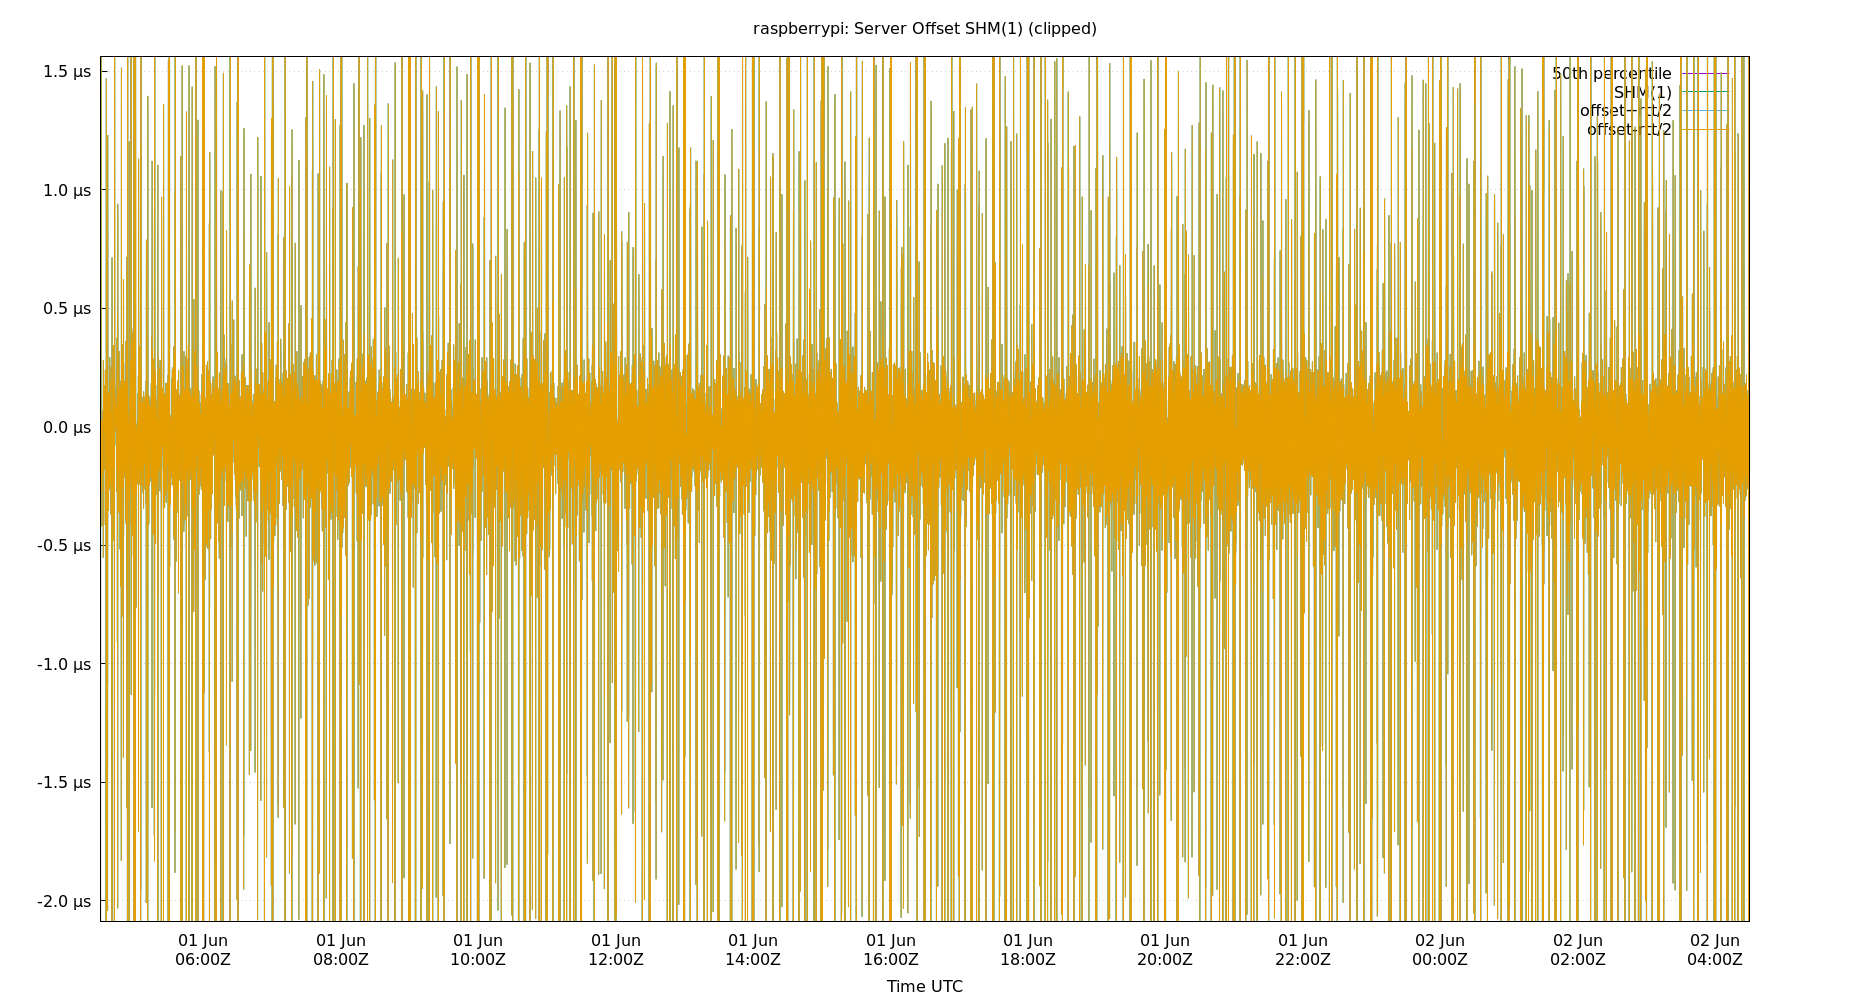 raspberrypi: Server Offset SHM(1) (clipped)
1.5 µs
1.0 µs
0.5 µs
0.0 µs
-0.5 µs
-1.0 µs
-1.5 µs
-2.0 µs
50th percentile
SHM(1)
offset+rtt/2
offset-rtt/2
01 Jun 01 Jun 01 Jun 01 Jun 01 Jun 01 Jun 01 Jun 01 Jun 01 Jun 02 Jun 02 Jun 02 Jun
06:00Z 08:00Z 10:00Z 12:00Z 14:00Z 16:00Z 18:00Z 20:00Z 22:00Z 00:00Z 02:00Z 04:00Z
Time UTC